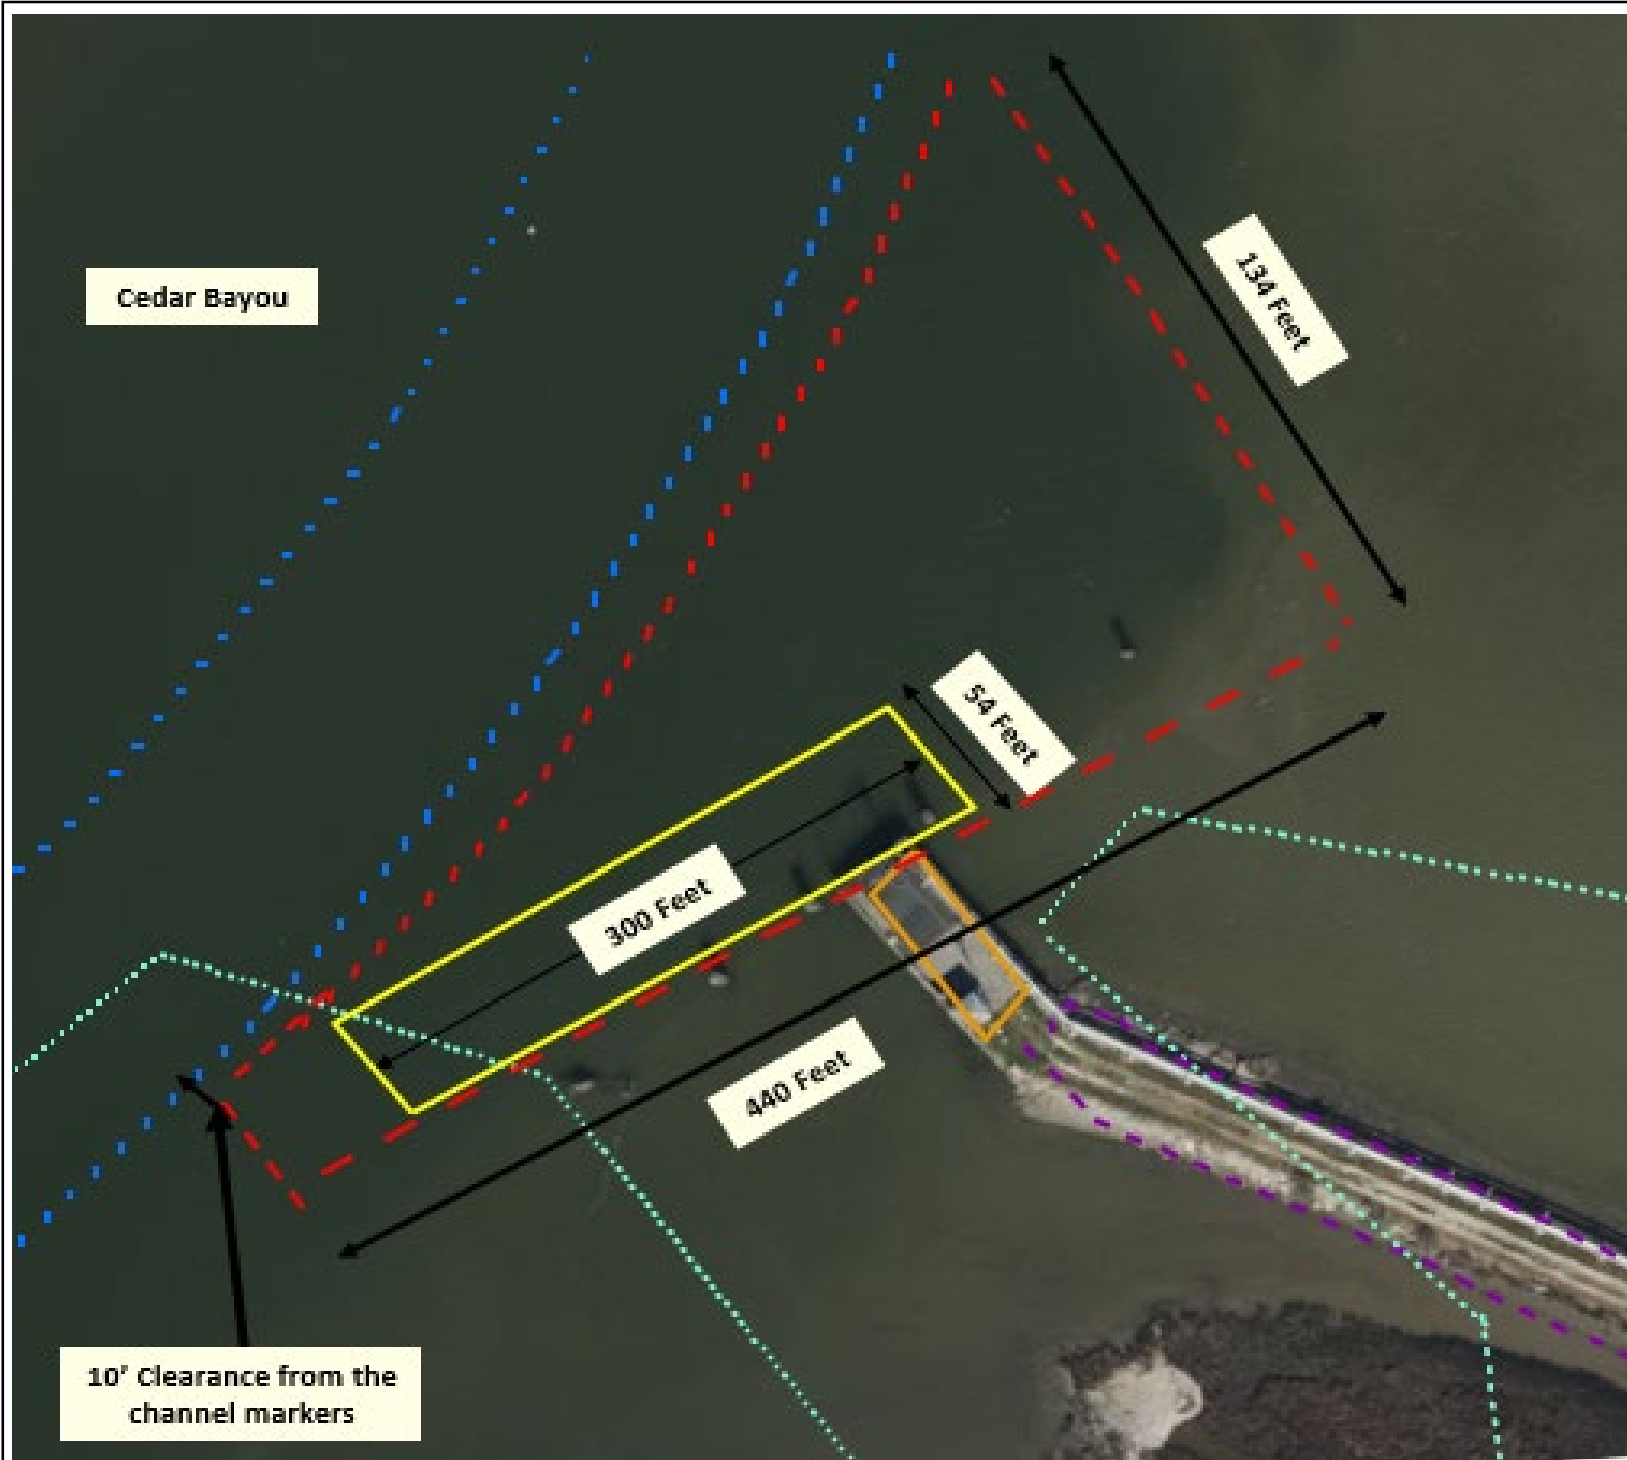 134 Feet
Cedar Bayou
54 Feet
300 Feet
440 Feet
10' Clearance from the
channel markers